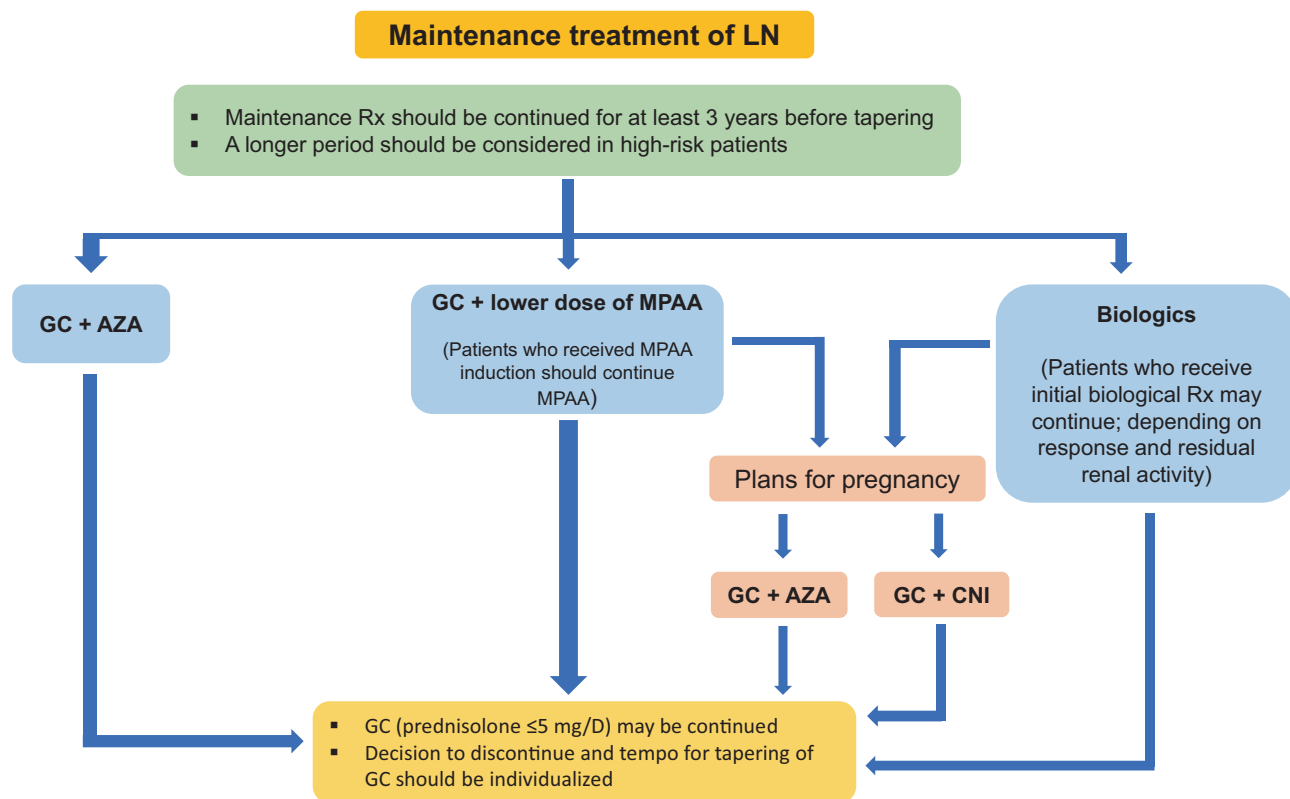 Maintenance treatment of LN
▪ Maintenance Rx should be continued for at least 3 years before tapering
▪ A longer period should be considered in high-risk patients
GC + AZA
GC + lower dose of MPAA
(Patients who received MPAA
induction should continue
MPAA)
Biologics
(Patients who receive
initial biological Rx may
continue; depending on
response and residual
renal activity)
Plans for pregnancy
GC + AZA
GC + CNI
▪ GC (prednisolone ≤5 mg/D) may be continued
▪ Decision to discontinue and tempo for tapering of
GC should be individualized